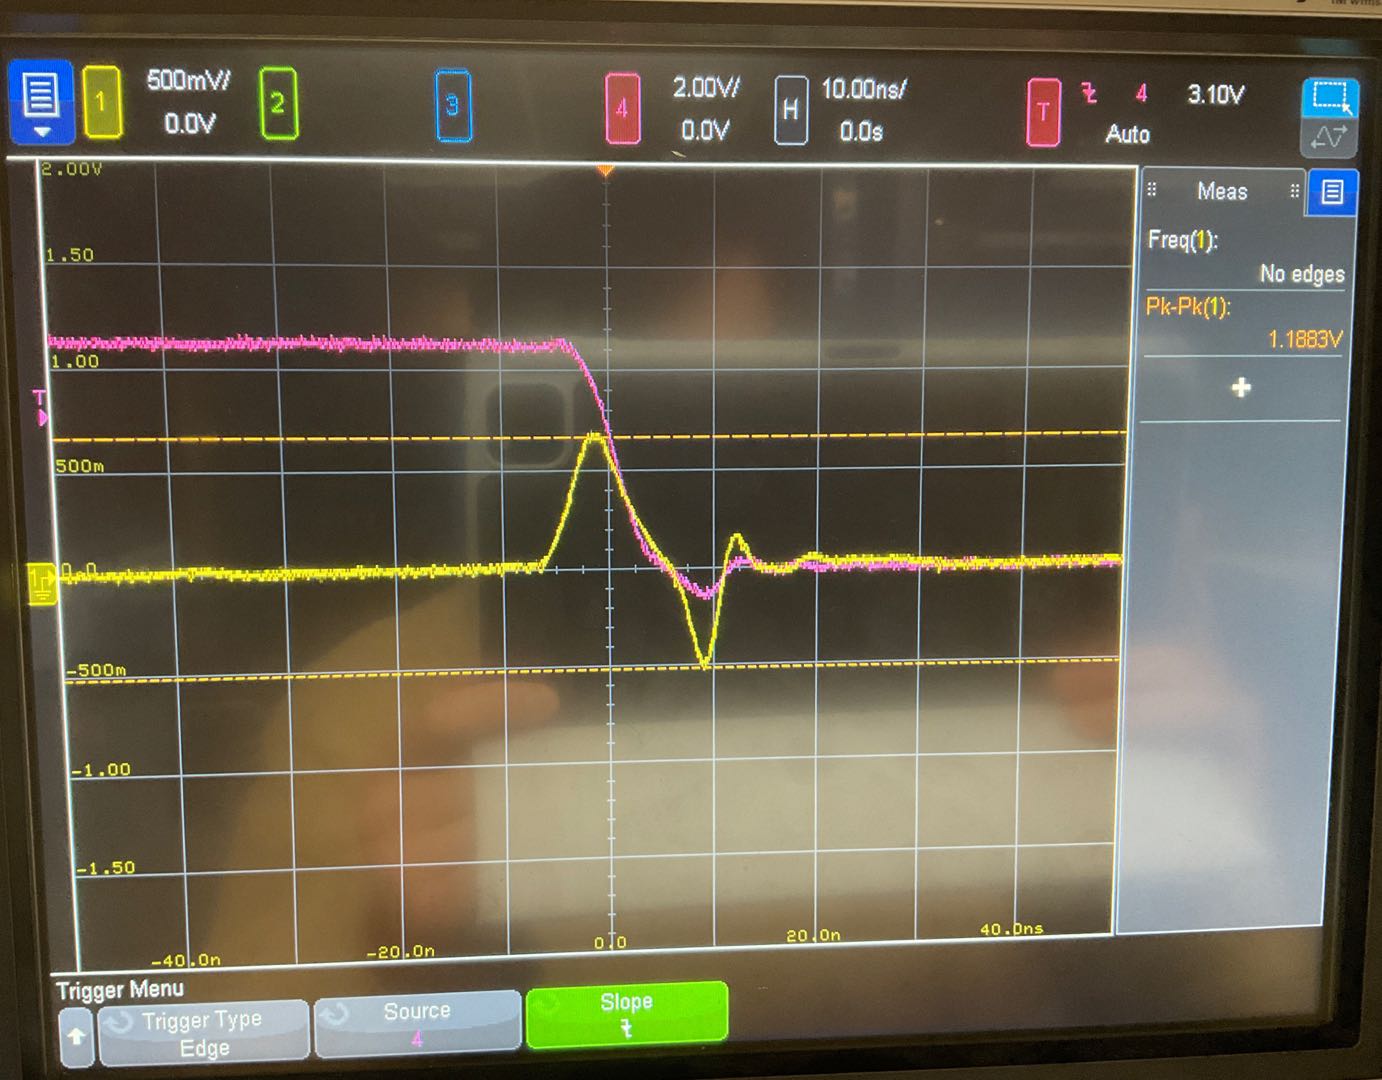 1
500mV/
0.0V
2
3
4
2.00V/
0.0V
H
10.00ns/
0.0s
T
4
3.10V
Auto
2.00V
1.50
1.00
T
500m
0.0
1
-500m
-1.00
-1.50
-40.0n
-20.0n
0.0
20.0n
40.0ns
Meas
Freq(1):
No edges
Pk-Pk(1):
1.1883V
Trigger Menu
Trigger Type
Edge
Source
4
Slope